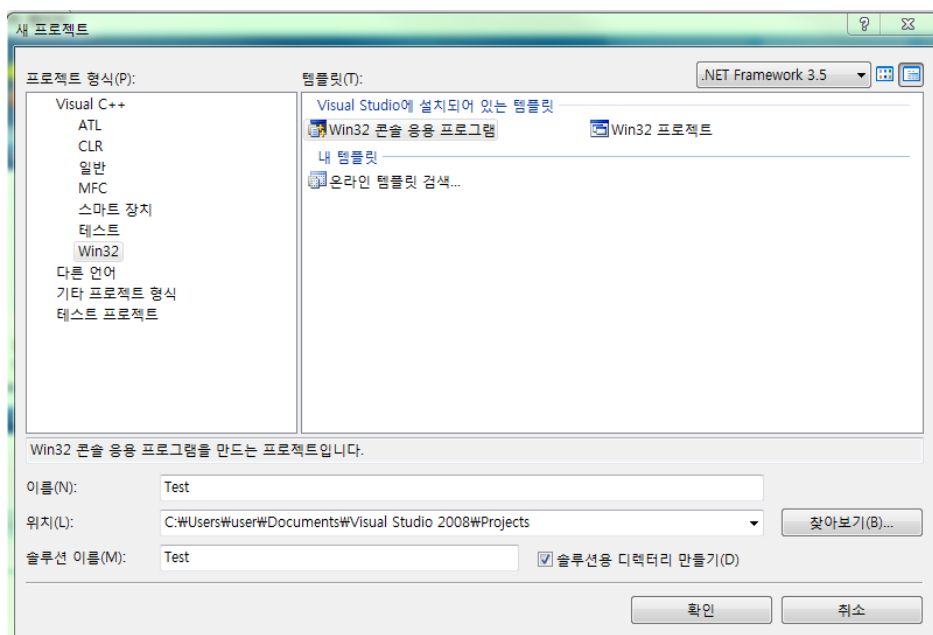 새 프로젝트
프로젝트 형식(P):
템플릿(T):
.NET Framework 3.5
Visual C++
ATL
CLR
일반
MFC
스마트 장치
테스트
Win32
다른 언어
기타 프로젝트 형식
테스트 프로젝트
Visual Studio에 설치되어 있는 템플릿
Win32 콘솔 응용 프로그램
Win32 프로젝트
내 템플릿
온라인 템플릿 검색...
Win32 콘솔 응용 프로그램을 만드는 프로젝트입니다.
이름(N):
Test
위치(L):
C:₩Users₩user₩Documents₩Visual Studio 2008₩Projects
찾아보기(B)...
솔루션 이름(M):
Test
솔루션용 디렉터리 만들기(D)
확인
취소